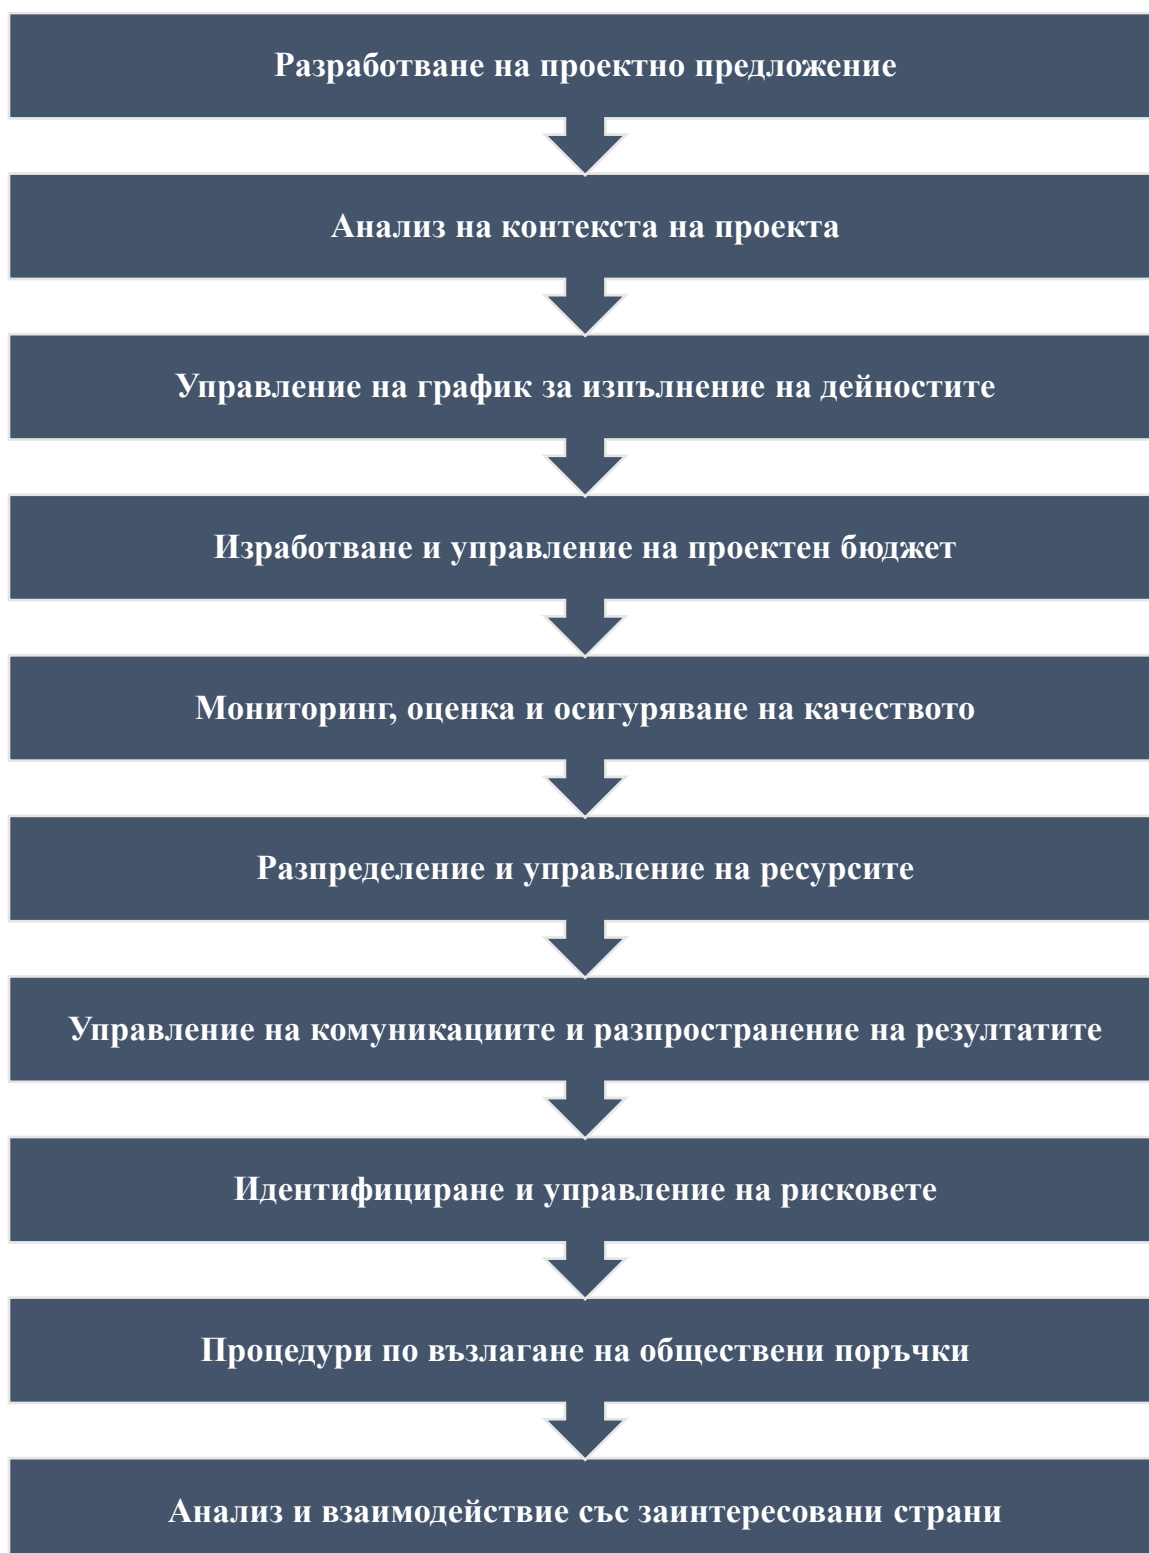 Разработване на проектно предложение
Анализ на контекста на проекта
Управление на график за изпълнение на дейностите
Изработване и управление на проектен бюджет
Мониторинг, оценка и осигуряване на качеството
Разпределение и управление на ресурсите
Управление на комуникациите и разпространение на резултатите
Идентифициране и управление на рисковете
Процедури по възлагане на обществени поръчки
Анализ и взаимодействие със заинтересовани страни